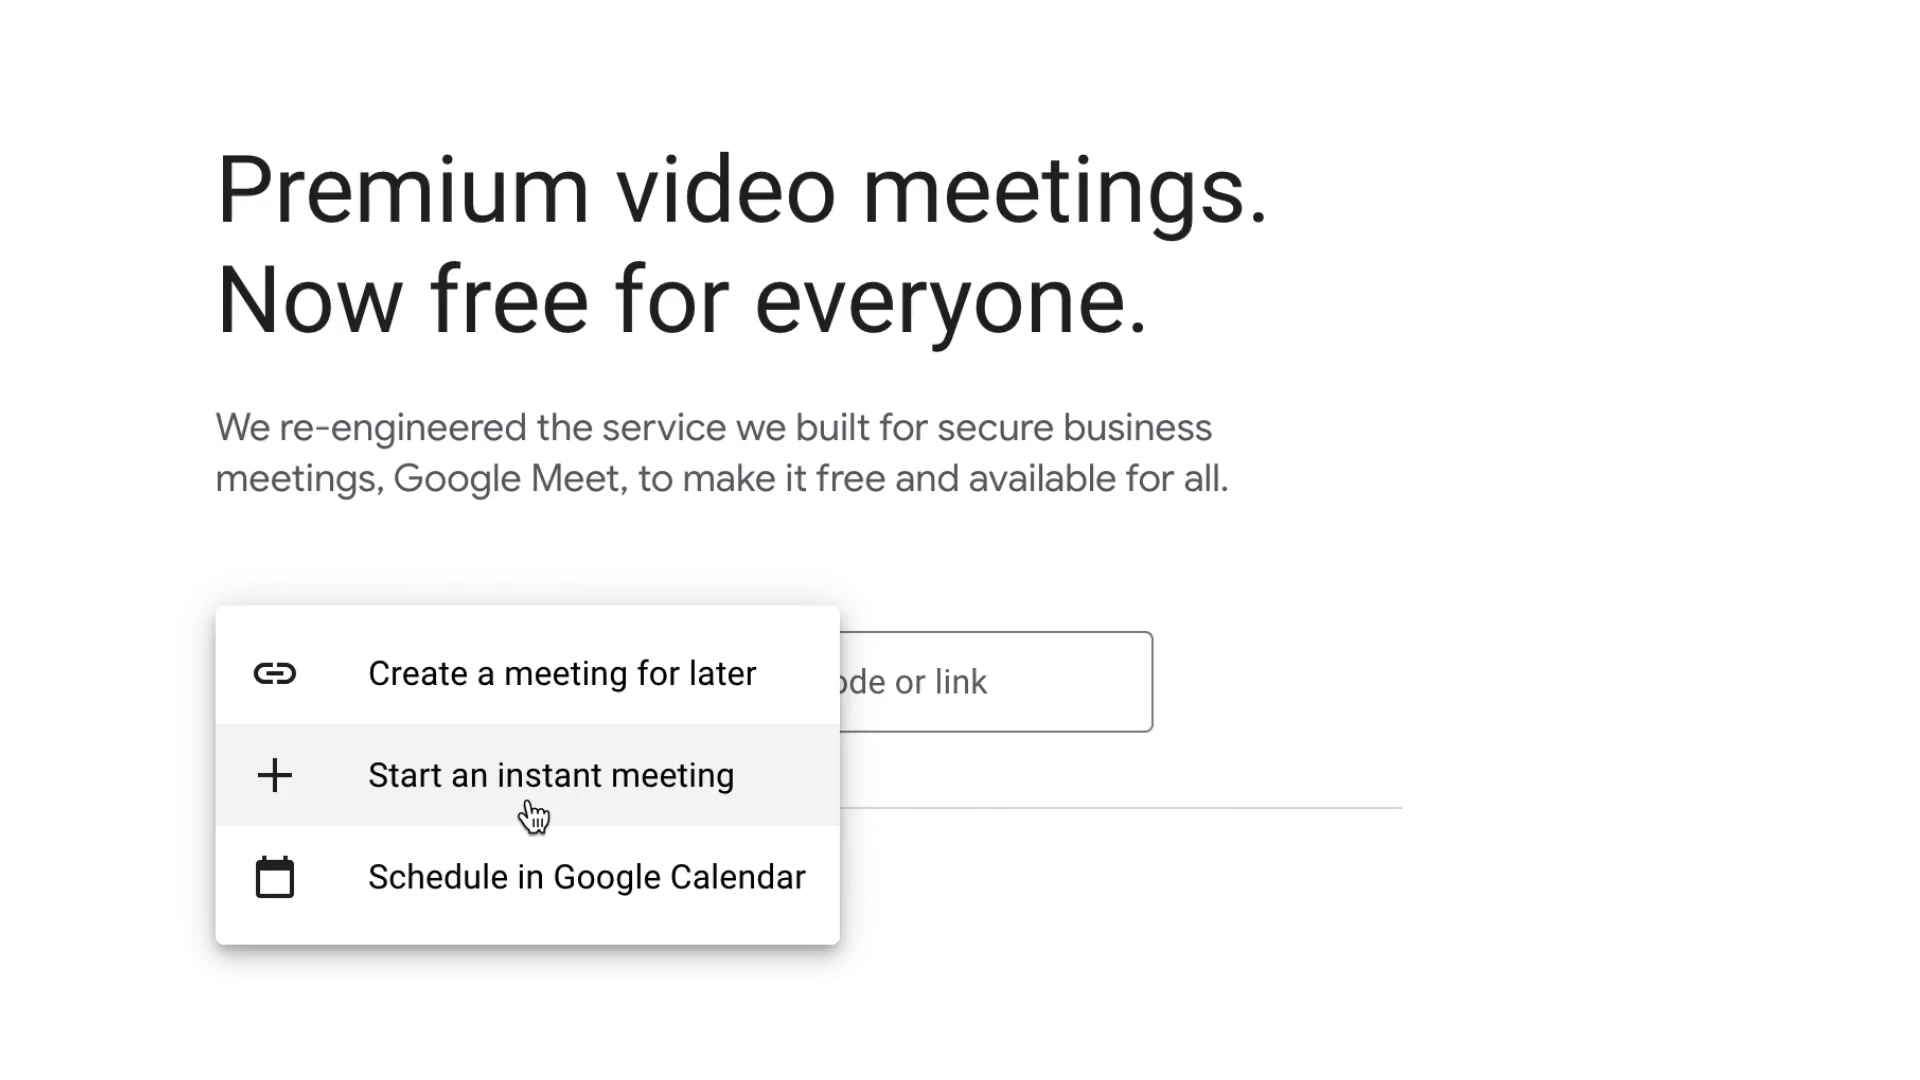 Premium video meetings.
Now free for everyone.
We re-engineered the service we built for secure business
meetings, Google Meet, to make it free and available for all.
Create a meeting for later
ode or link
Start an instant meeting
Schedule in Google Calendar